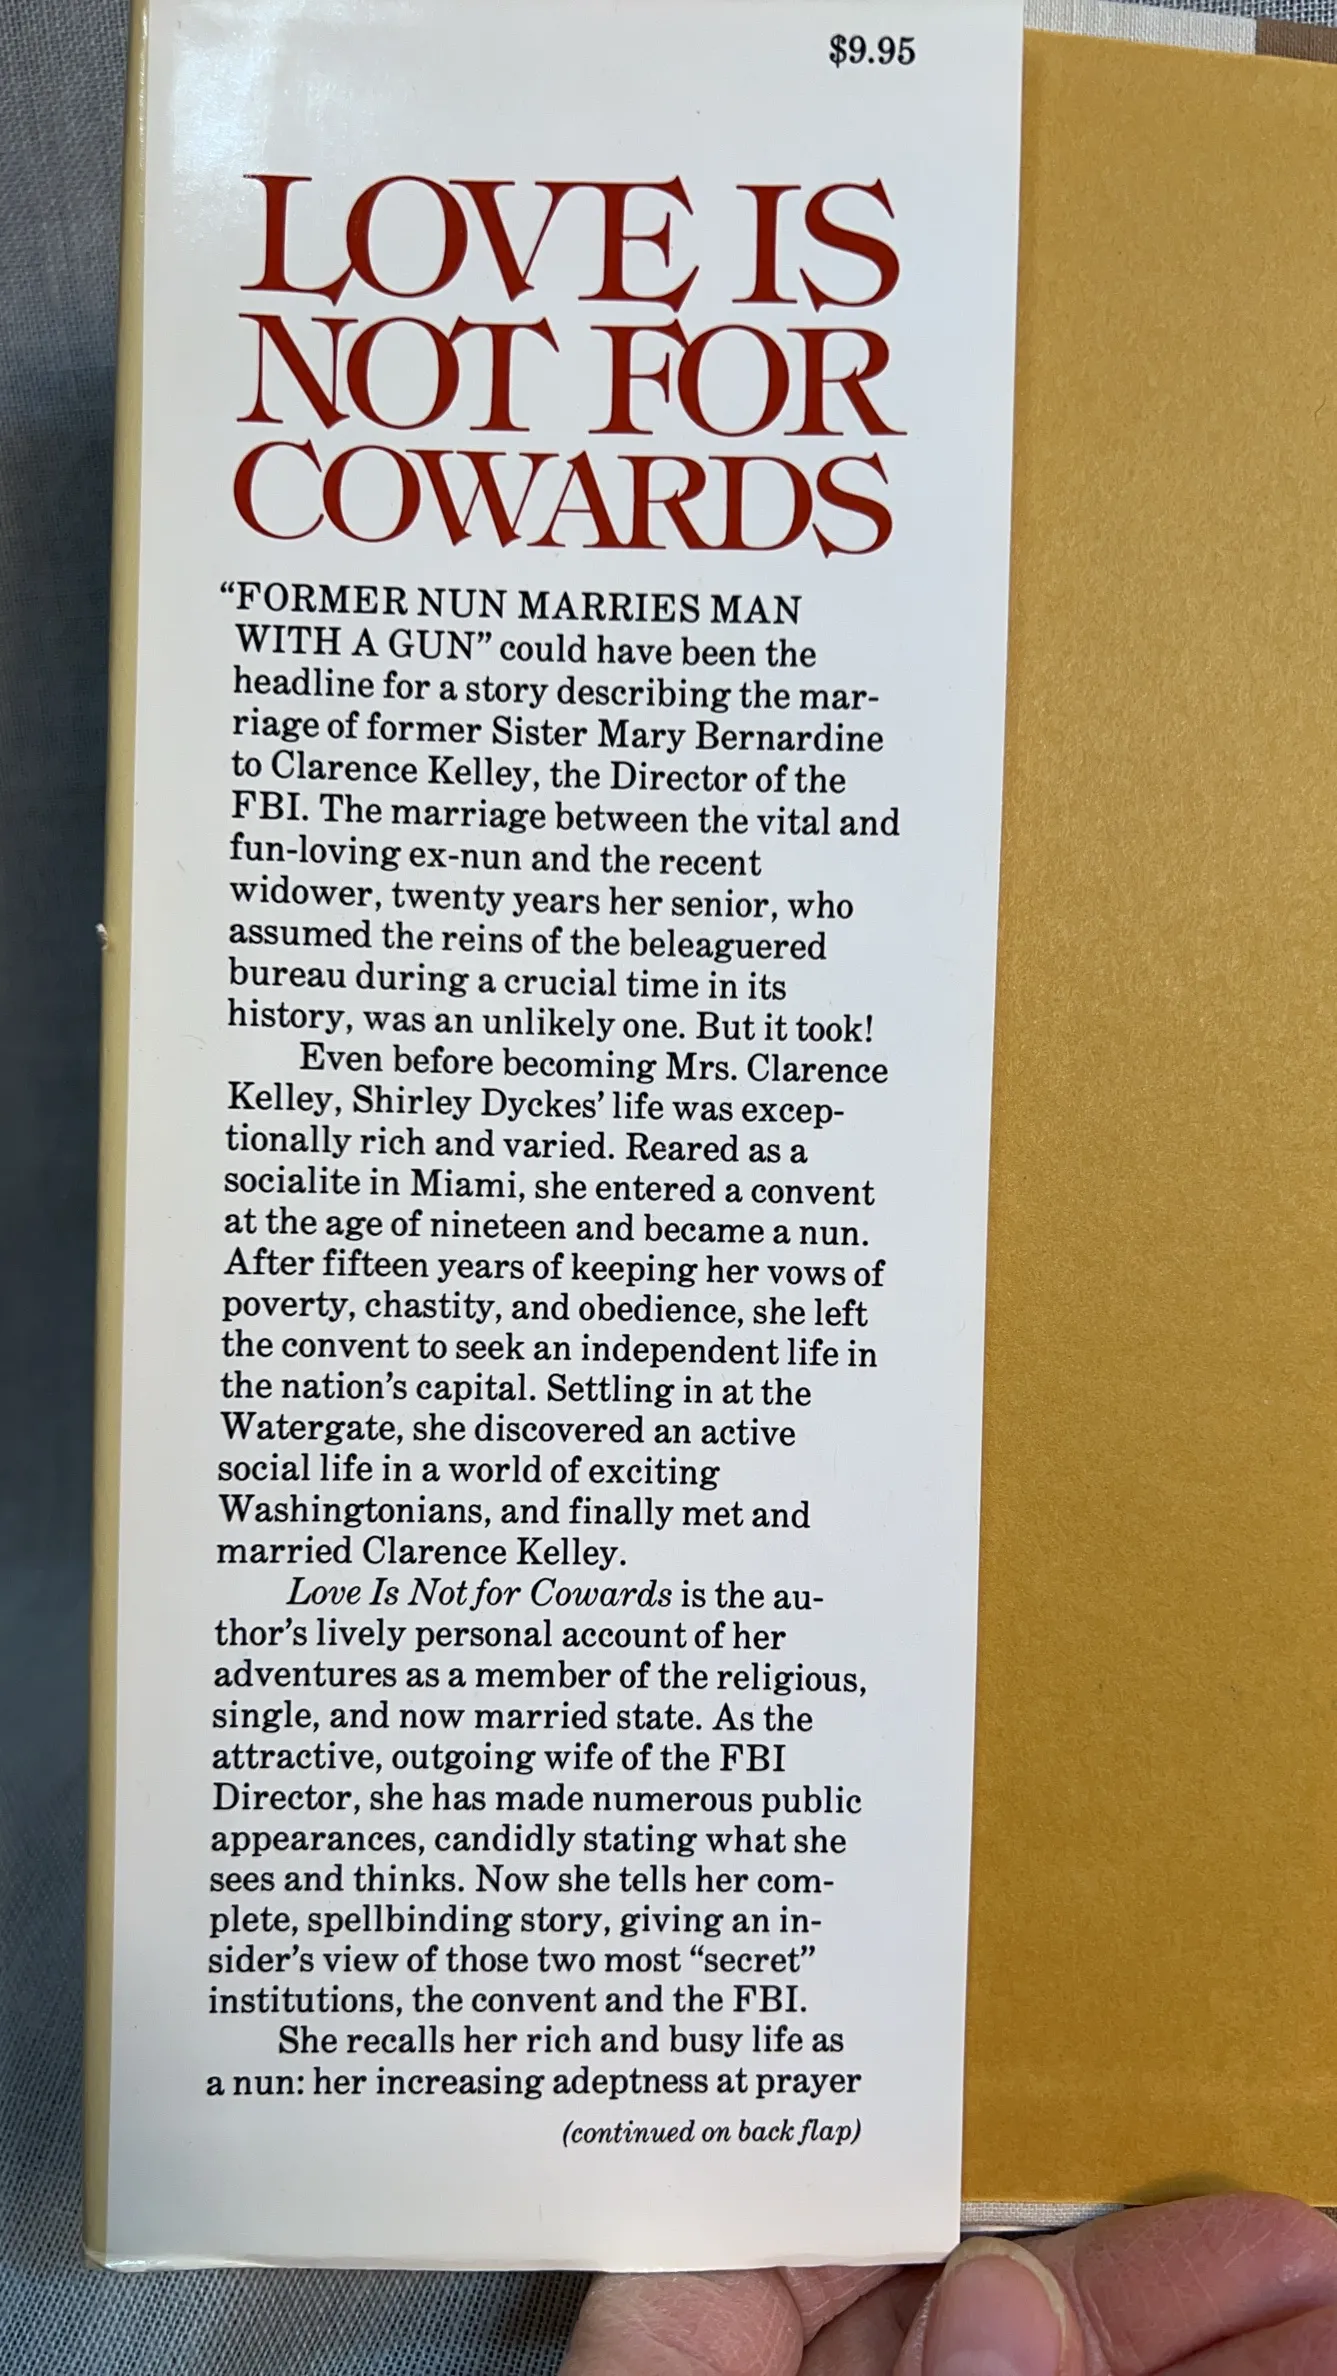 $9.95
LOVE IS
NOT FOR
COWARDS
“FORMER NUN MARRIES MAN
WITH A GUN” could have been the
headline for a story describing the mar-
riage of former Sister Mary Bernardine
to Clarence Kelley, the Director of the
FBI. The marriage between the vital and
fun-loving ex-nun and the recent
widower, twenty years her senior, who
assumed the reins of the beleaguered
bureau during a crucial time in its
history, was an unlikely one. But it took!
Even before becoming Mrs. Clarence
Kelley, Shirley Dyckes’ life was excep-
tionally rich and varied. Reared as a
socialite in Miami, she entered a convent
at the age of nineteen and became a nun.
After fifteen years of keeping her vows of
poverty, chastity, and obedience, she left
the convent to seek an independent life in
the nation’s capital. Settling in at the
Watergate, she discovered an active
social life in a world of exciting
Washingtonians, and finally met and
married Clarence Kelley.
Love Is Not for Cowards is the au-
thor’s lively personal account of her
adventures as a member of the religious,
single, and now married state. As the
attractive, outgoing wife of the FBI
Director, she has made numerous public
appearances, candidly stating what she
sees and thinks. Now she tells her com-
plete, spellbinding story, giving an in-
sider’s view of those two most “secret”
institutions, the convent and the FBI.
She recalls her rich and busy life as
a nun: her increasing adeptness at prayer
(continued on back flap)